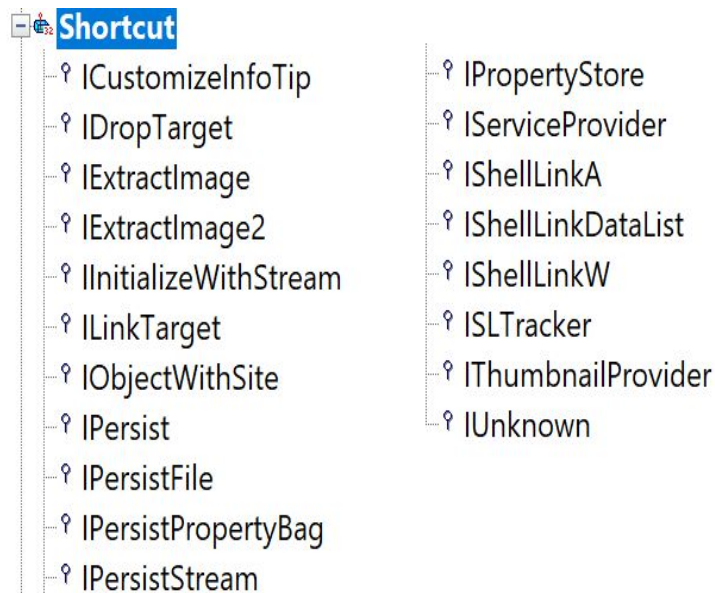 Shortcut
ICustomizeInfoTip
IDropTarget
IExtractImage
IExtractImage2
IInitializeWithStream
ILinkTarget
IObjectWithSite
IPersist
IPersistFile
IPersistPropertyBag
IPersistStream
IPropertyStore
IServiceProvider
IShellLinkA
IShellLinkDataList
IShellLinkW
ISLTracker
IThumbnailProvider
IUnknown